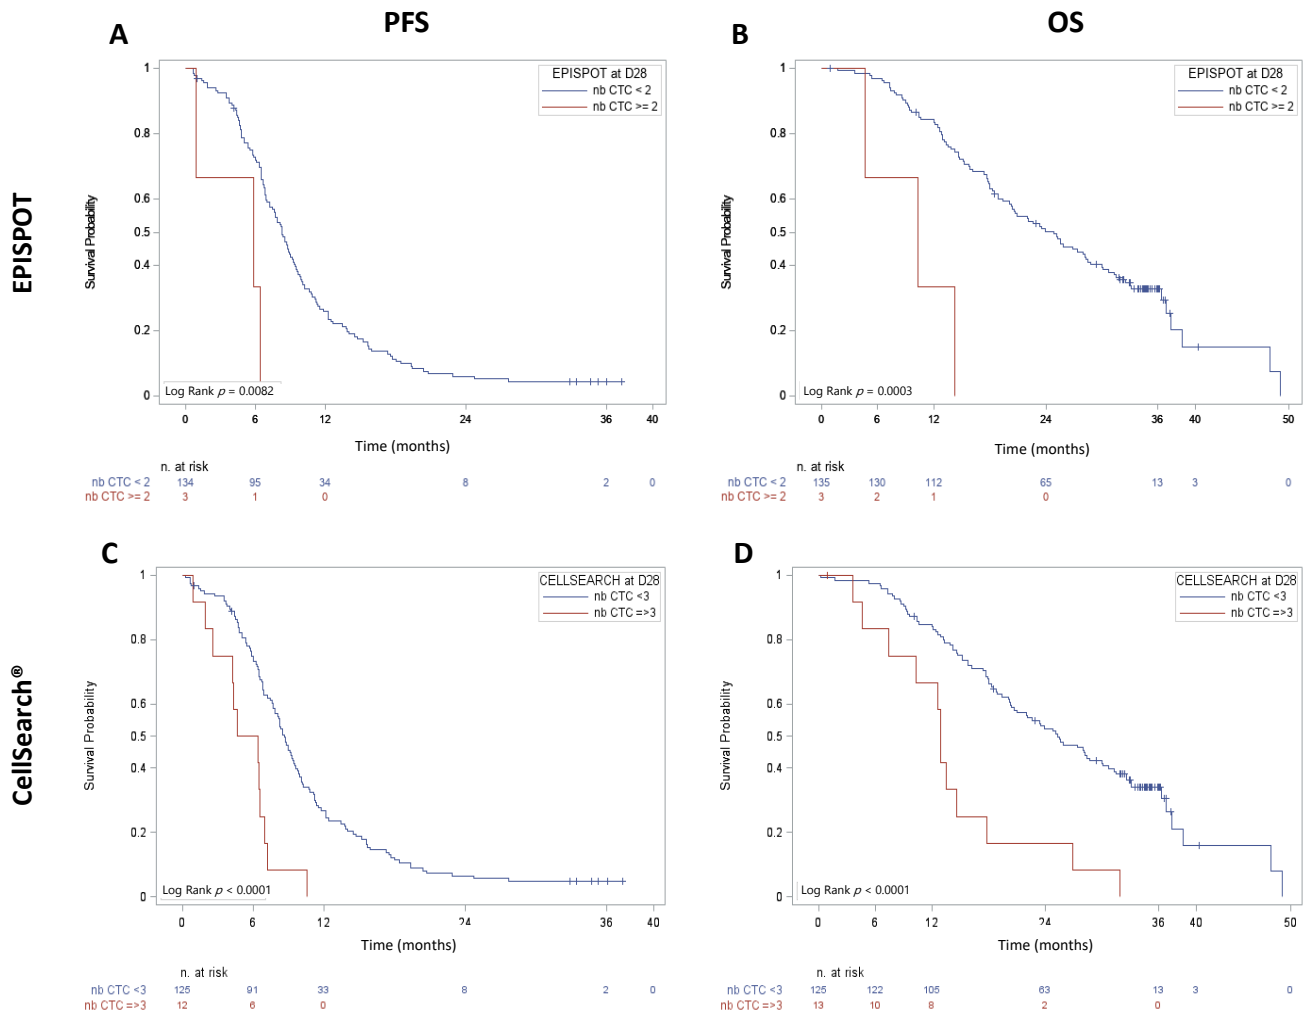 PFS
OS
EPISPOT
CellSearch®
A
EPISPOT at D28
nb CTC < 2
nb CTC >= 2
Survival Probability
1
0.8
0.6
0.5
0.4
0.2
0
Log Rank p = 0.0082
0 6 12 24 36 40
Time (months)
n. at risk
nb CTC < 2 134 95 34 8 2 0
nb CTC >= 2 3 1 0
B
EPISPOT at D28
nb CTC < 2
nb CTC >= 2
Survival Probability
1
0.8
0.6
0.5
0.4
0.2
0
Log Rank p = 0.0003
0 6 12 24 36 40 50
Time (months)
n. at risk
nb CTC < 2 135 130 112 65 13 3 0
nb CTC >= 2 3 2 1 0
C
CELLSEARCH at D28
nb CTC <3
nb CTC =>3
Survival Probability
1
0.8
0.6
0.5
0.4
0.2
0
Log Rank p < 0.0001
0 6 12 24 36 40
Time (months)
n. at risk
nb CTC <3 125 91 33 8 2 0
nb CTC =>3 12 6 0
D
CELLSEARCH at D28
nb CTC <3
nb CTC =>3
Survival Probability
1
0.8
0.6
0.5
0.4
0.2
0
Log Rank p < 0.0001
0 6 12 24 36 40 50
Time (months)
n. at risk
nb CTC <3 125 122 105 63 13 3 0
nb CTC =>3 13 10 8 2 0